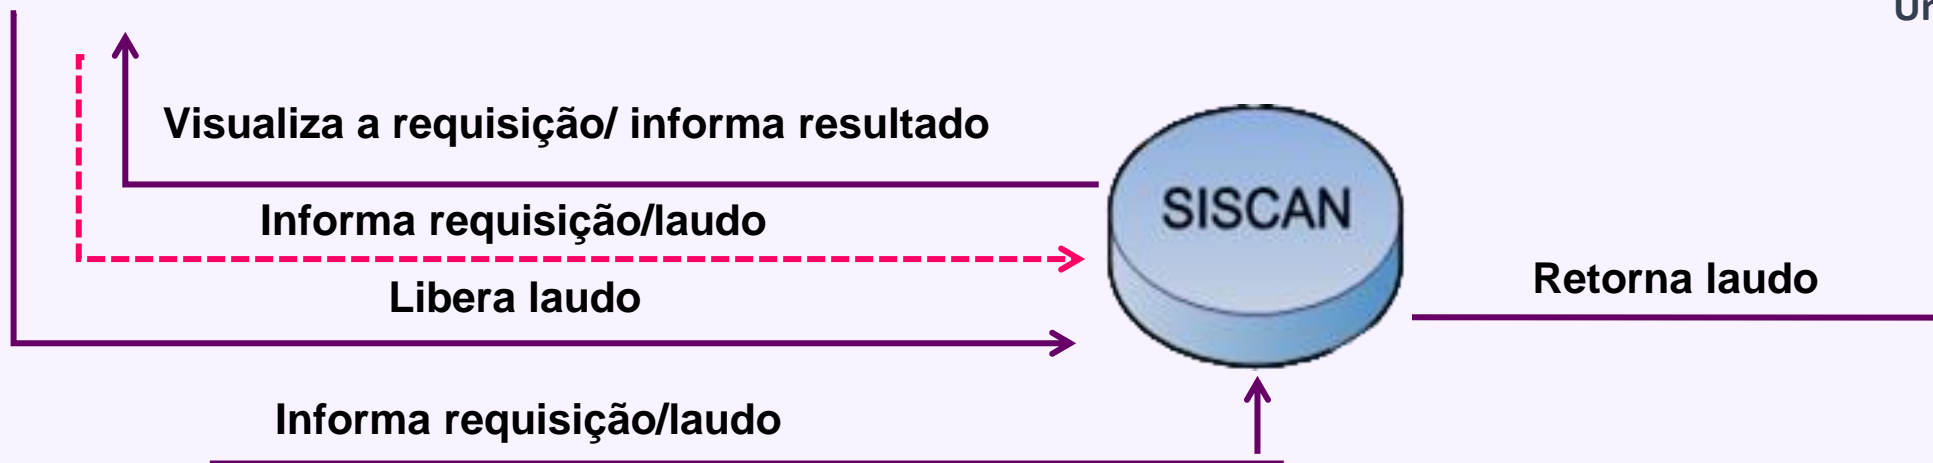 Visualiza a requisição/ informa resultado
SISCAN
Informa requisição/laudo
Retorna laudo
Libera laudo
Informa requisição/laudo